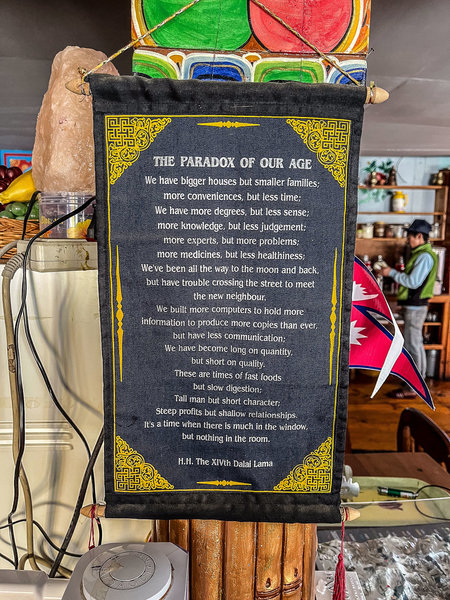 THE PARADOX OF OUR AGE
We have bigger houses but smaller families;
more conveniences, but less time;
We have more degrees, but less sense;
more knowledge, but less judgement;
more experts, but more problems;
more medicines, but less healthiness;
We've been all the way to the moon and back,
but have trouble crossing the street to meet
the new neighbour.
We built more computers to hold more
information to produce more copies than ever,
but have less communication;
We have become long on quantity,
but short on quality.
These are times of fast foods
but slow digestion;
Tall man but short character;
Steep profits but shallow relationships.
It's a time when there is much in the window,
but nothing in the room.
H.H. The XIVth Dalai Lama